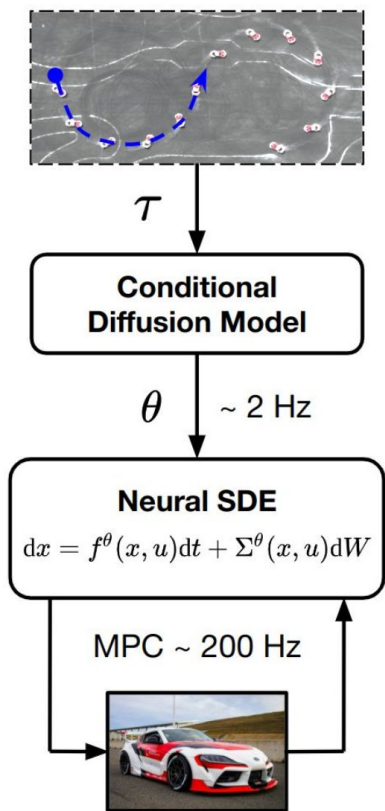 τ
Conditional
Diffusion Model
θ ~ 2 Hz
Neural SDE
dx = f^θ(x, u)dt + Σ^θ(x, u)dW
MPC ~ 200 Hz